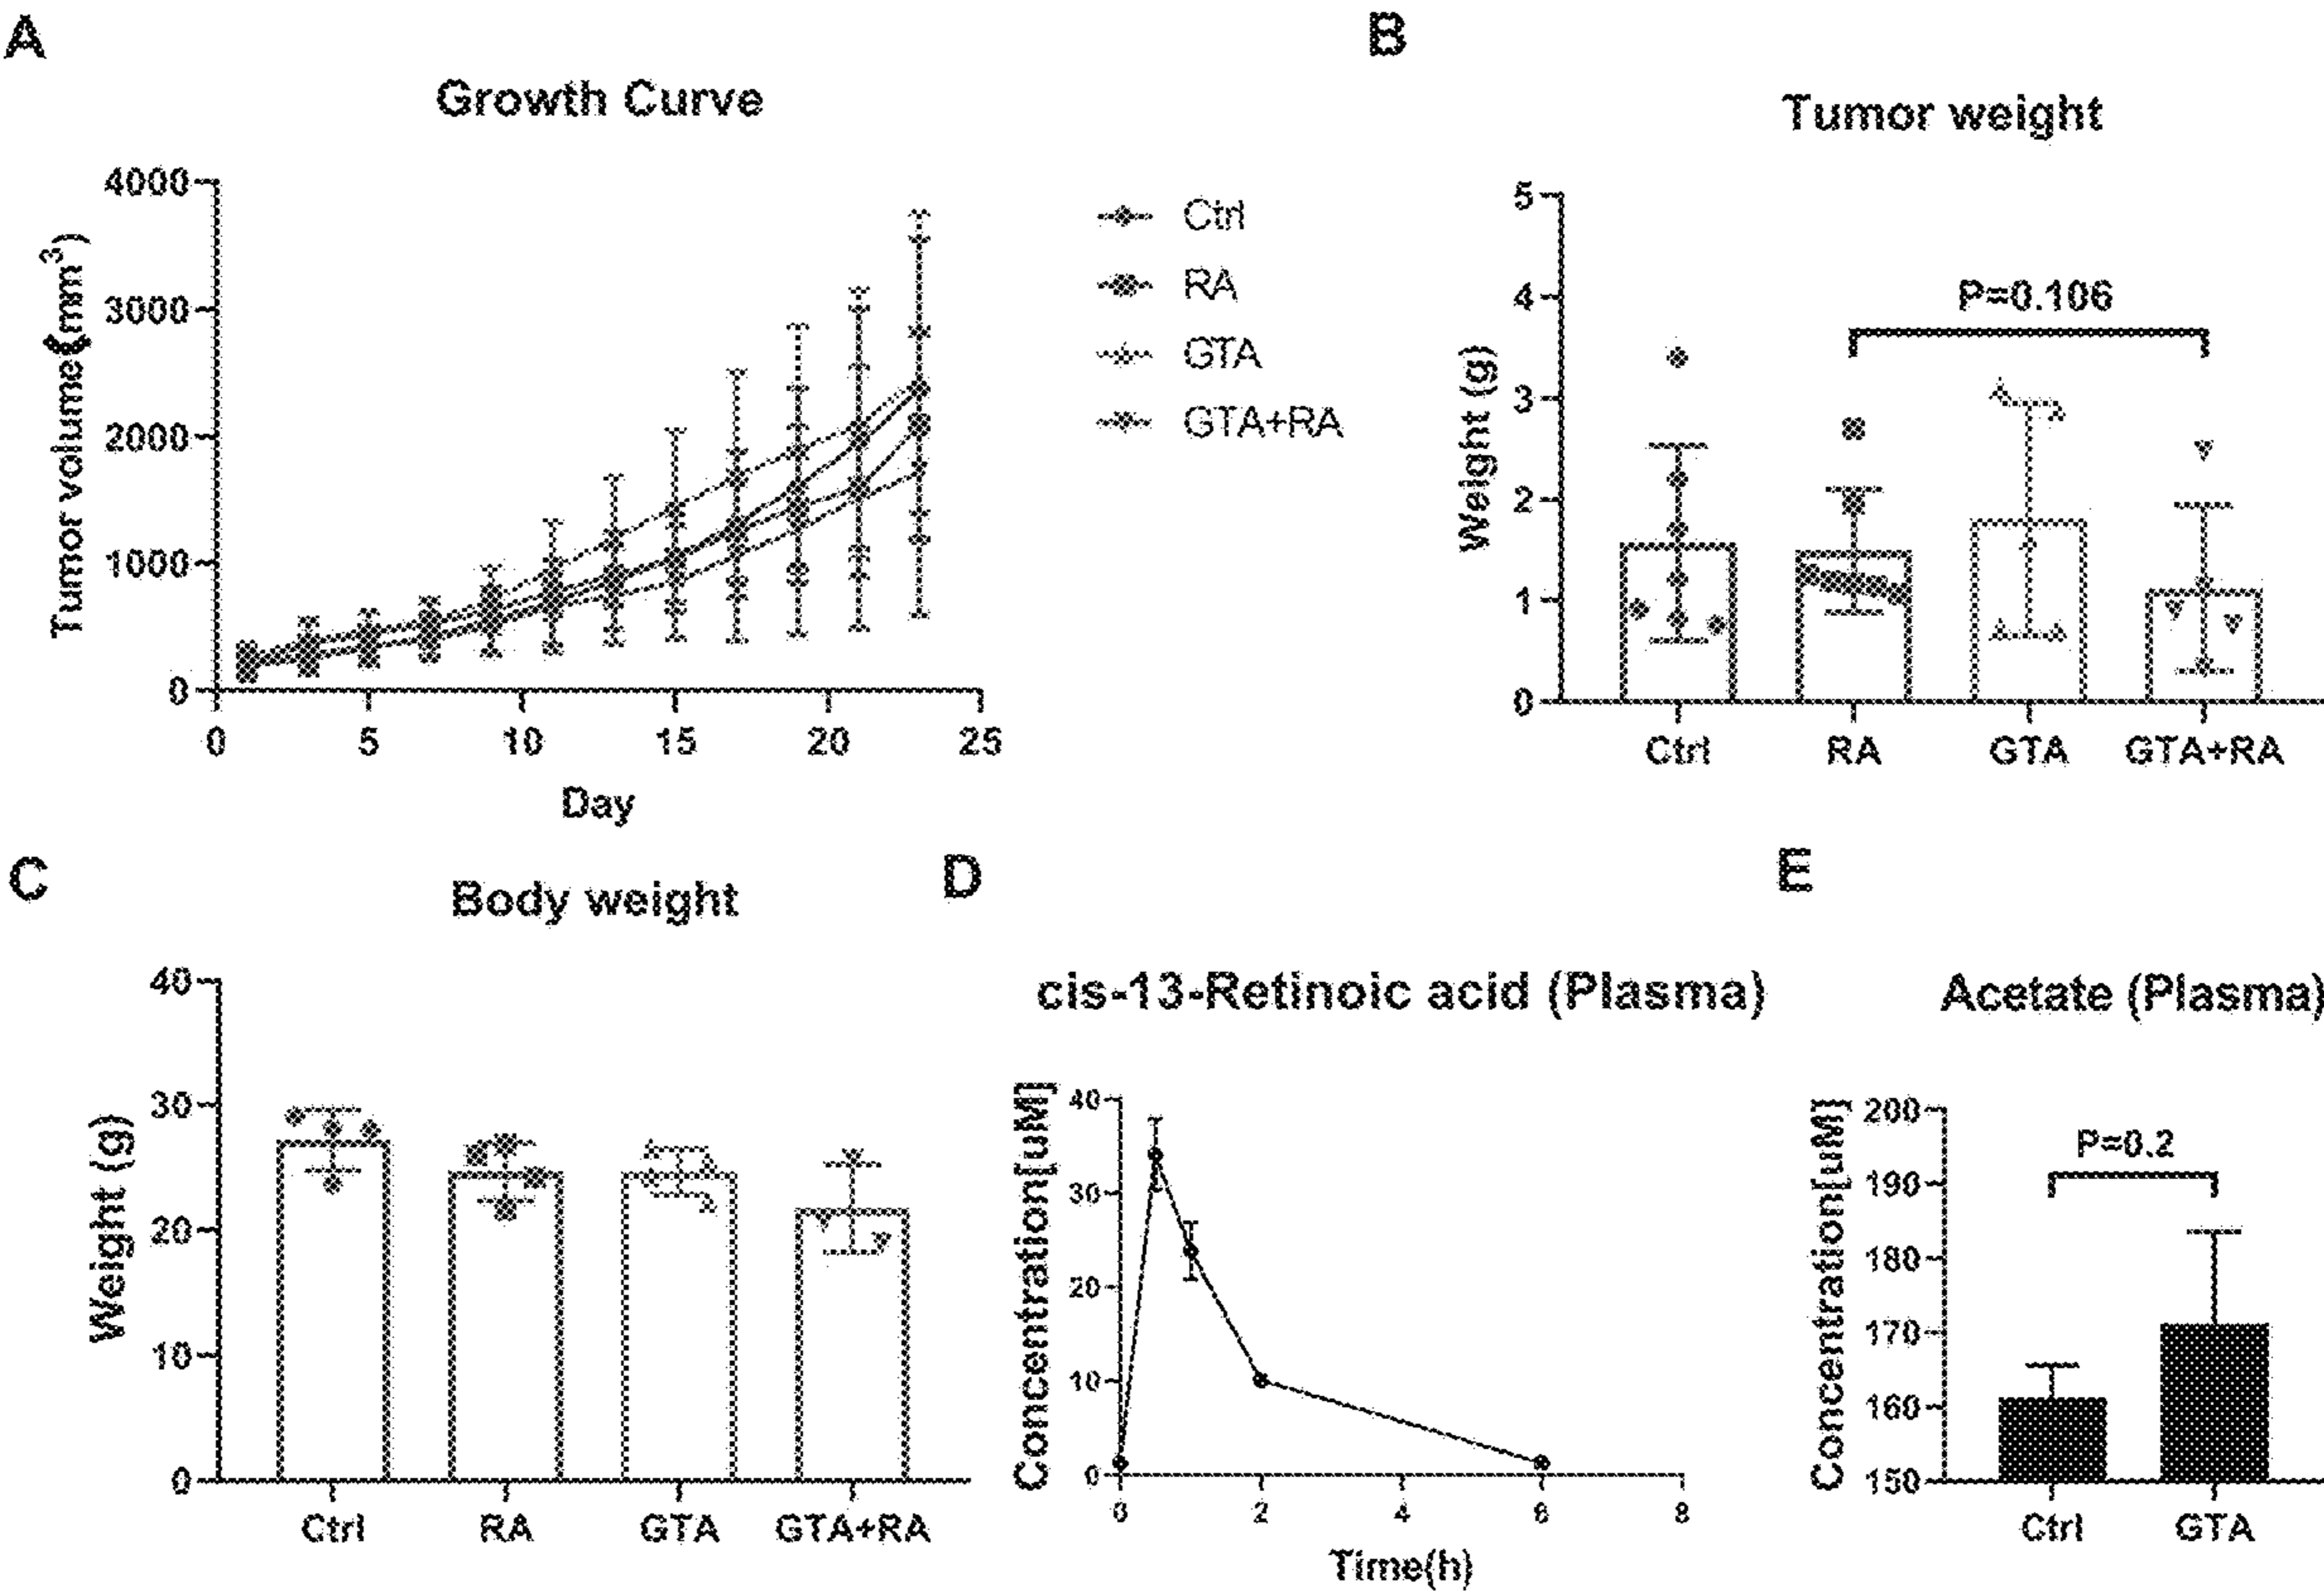 A
Growth Curve
4000
3000
2000
1000
0
Tumor volume(mm³)
0 5 10 15 20 25
Day
Ctrl
RA
GTA
GTA+RA
B
Tumor weight
5
4
3
2
1
0
Weight (g)
P=0.106
Ctrl RA GTA GTA+RA
C
Body weight
40
30
20
10
0
Weight (g)
Ctrl RA GTA GTA+RA
D
cis-13-Retinoic acid (Plasma)
40
30
20
10
0
Concentration[uM]
0 2 4 6 8
Time(h)
E
Acetate (Plasma)
200
190
180
170
160
150
Concentration[uM]
P=0.2
Ctrl GTA